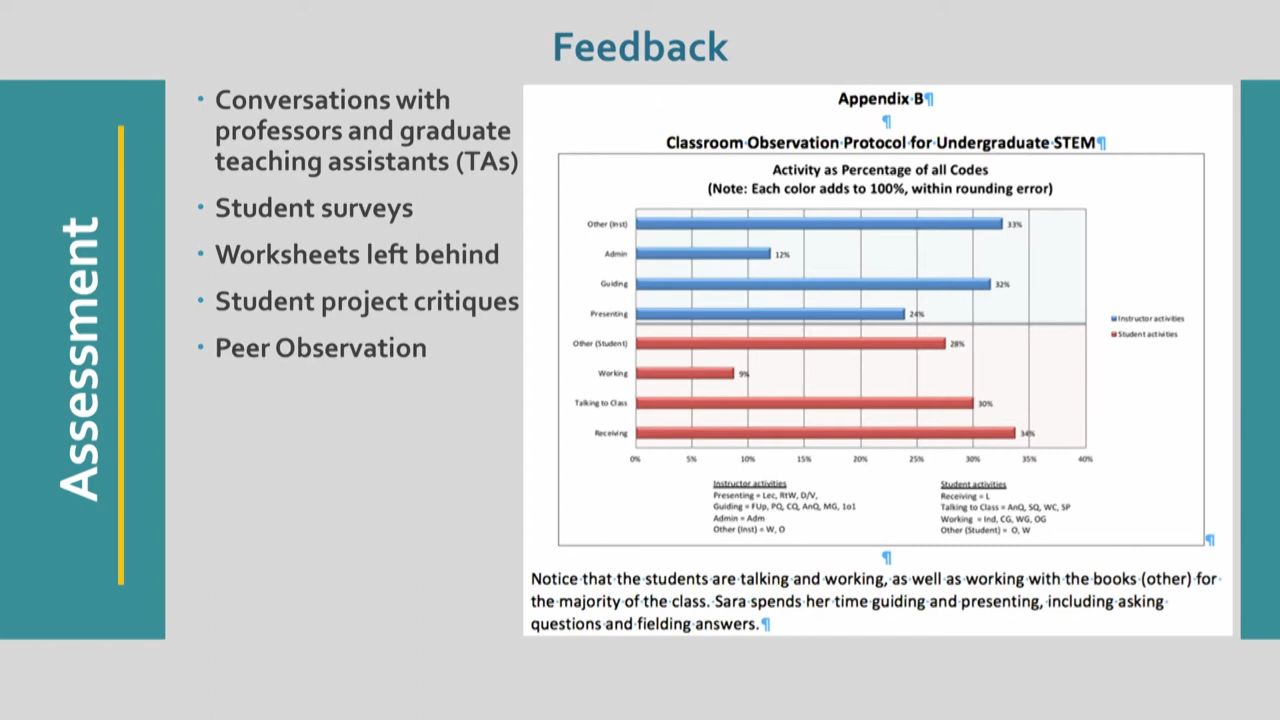 Feedback
Assessment
• Conversations with
professors and graduate
teaching assistants (TAs)
• Student surveys
• Worksheets left behind
• Student project critiques
• Peer Observation
Appendix·B¶
¶
Classroom·Observation·Protocol·for·Undergraduate·STEM¶
Activity as Percentage of all Codes
(Note: Each color adds to 100%, within rounding error)
Other (Inst) 33%
Admin 12%
Guiding 32%
Presenting 24%
Other (Student) 28%
Working 9%
Talking to Class 30%
Receiving 34%
0% 5% 10% 15% 20% 25% 30% 35% 40%
Instructor activities
Student activities
Instructor activities
Presenting = Lec, RtW, D/V,
Guiding = FUp, PQ, CQ, AnQ, MG, 1o1
Admin = Adm
Other (Inst) = W, O
Student activities
Receiving = L
Talking to Class = AnQ, SQ, WC, SP
Working = Ind, CG, WG, OG
Other (Student) = O, W
¶
¶
Notice·that·the·students·are·talking·and·working,·as·well·as·working·with·the·books·(other)·for·
the·majority·of·the·class.··Sara·spends·her·time·guiding·and·presenting,·including·asking·
questions·and·fielding·answers.¶